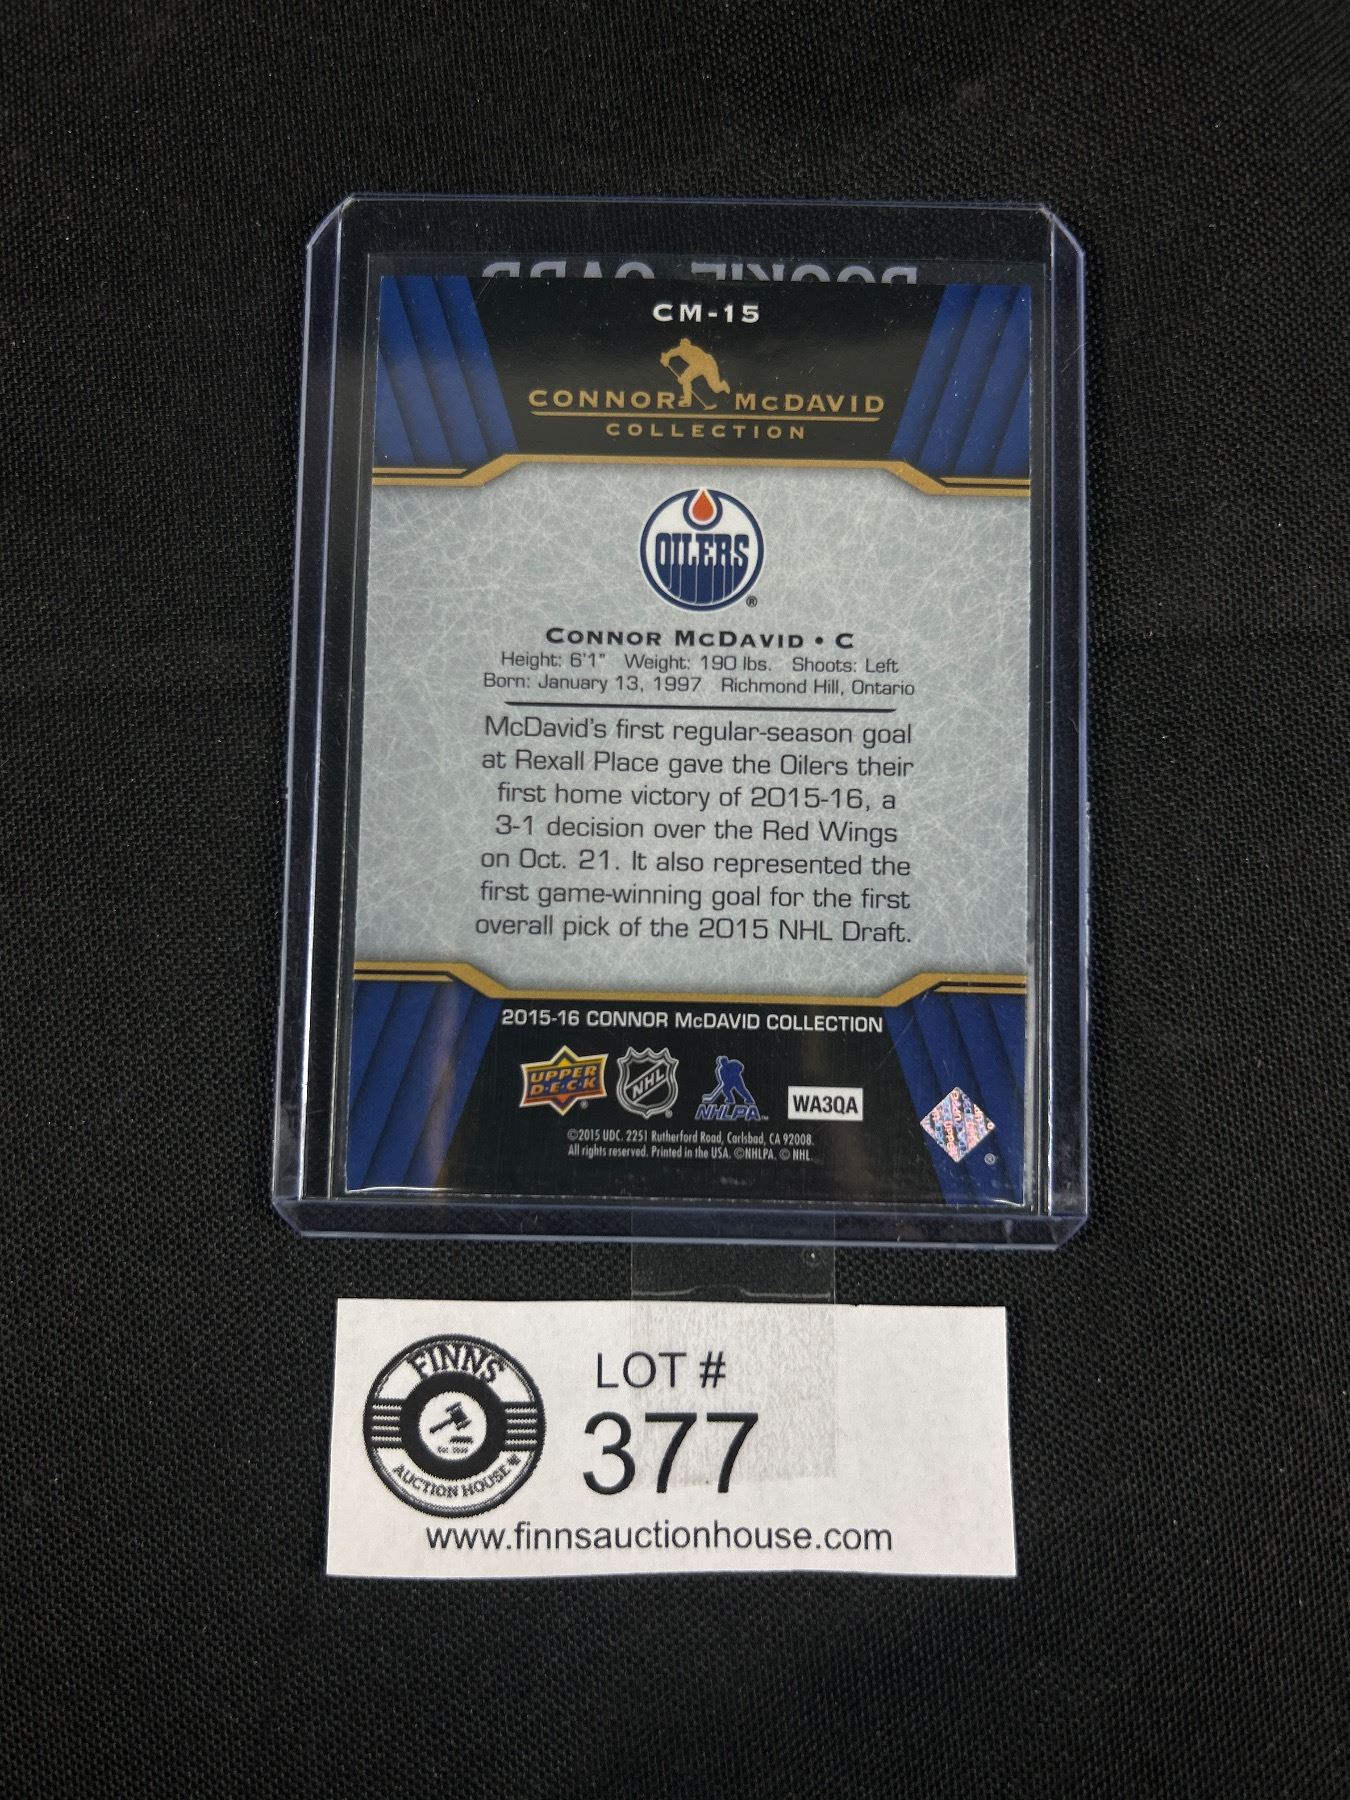 ROOKIE CARD
CM-15
CONNOR McDAVID
COLLECTION
OILERS
®
CONNOR McDAVID • C
Height: 6'1" Weight: 190 lbs. Shoots: Left
Born: January 13, 1997 Richmond Hill, Ontario
McDavid's first regular-season goal
at Rexall Place gave the Oilers their
first home victory of 2015-16, a
3-1 decision over the Red Wings
on Oct. 21. It also represented the
first game-winning goal for the first
overall pick of the 2015 NHL Draft.
2015-16 CONNOR McDAVID COLLECTION
UPPER
D·E·C·K
®
NHL
NHLPA™
WA3QA
®
©2015 UDC. 2251 Rutherford Road, Carlsbad, CA 92008.
All rights reserved. Printed in the USA. ©NHLPA. © NHL
FINNS
AUCTION HOUSE
LOT #
377
www.finnsauctionhouse.com